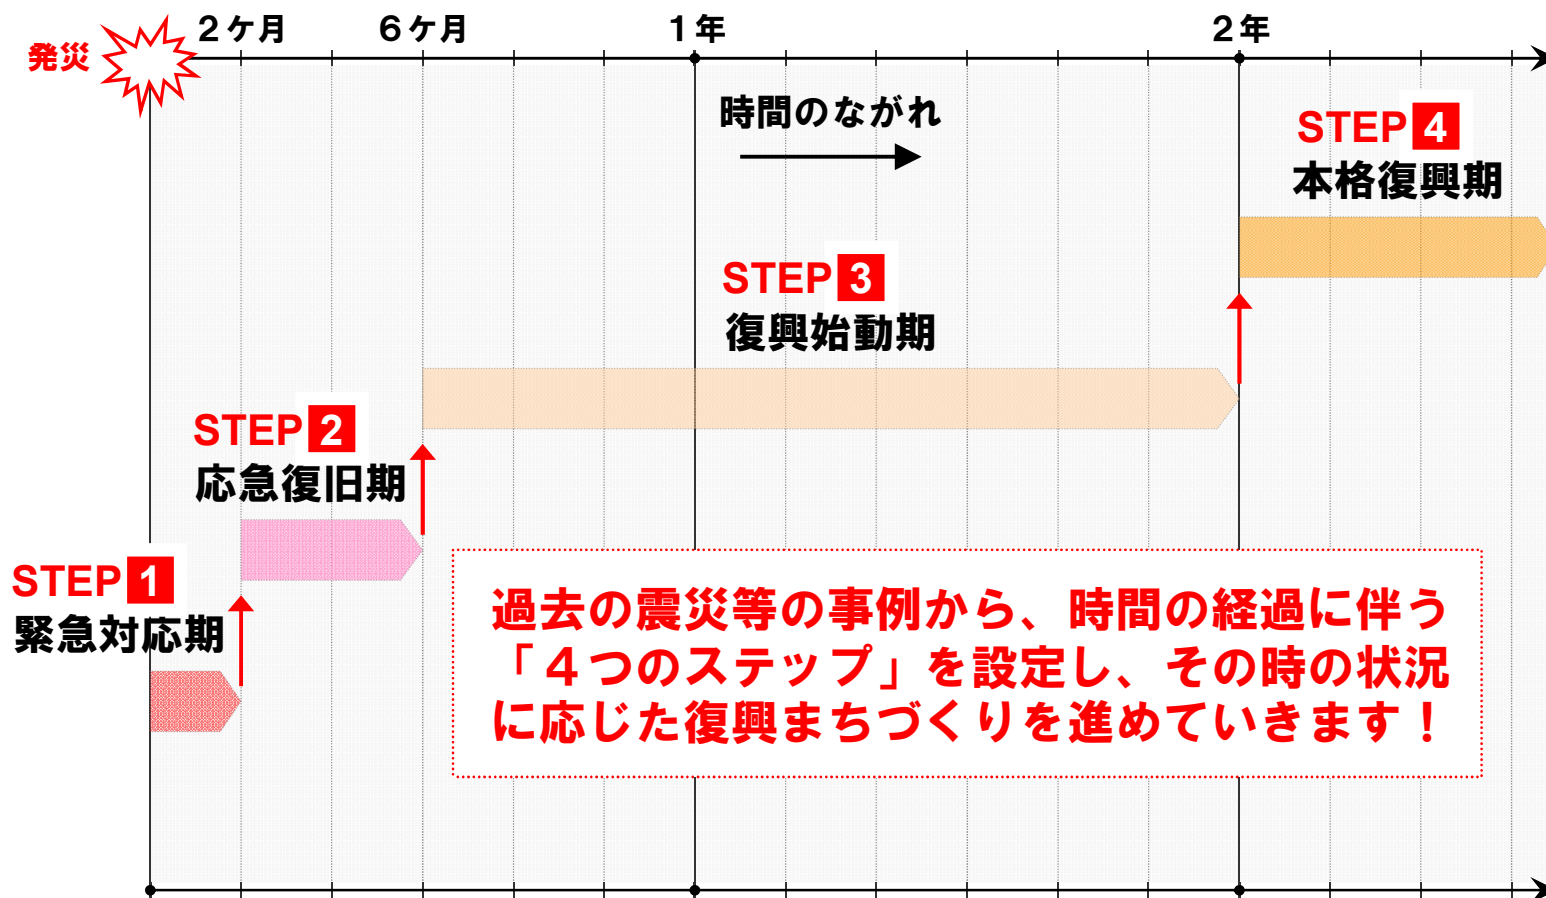 2ヶ月
6ヶ月
1年
2年
発災
時間のながれ
STEP 4
本格復興期
STEP 3
復興始動期
STEP 2
応急復旧期
STEP 1
緊急対応期
過去の震災等の事例から、時間の経過に伴う
「4つのステップ」を設定し、その時の状況
に応じた復興まちづくりを進めていきます!